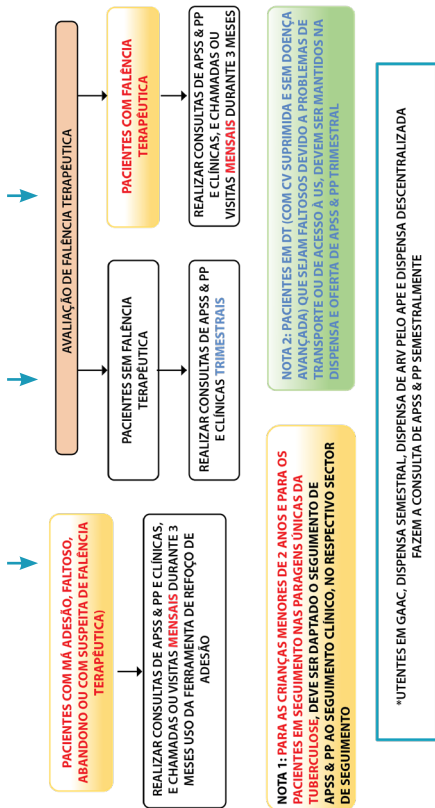 AVALIAÇÃO DE FALÊNCIA TERAPÊUTICA
PACIENTES COM MÁ ADESÃO, FALTOSO,
ABANDONO OU COM SUSPEITA DE FALÊNCIA
TERAPÊUTICA)
REALIZAR CONSULTAS DE APSS & PP E CLÍNICAS,
E CHAMADAS OU VISITAS MENSAIS DURANTE 3
MESES USO DA FERRAMENTA DE REFOÇO DE
ADESÃO
PACIENTES SEM FALÊNCIA
TERAPÊUTICA
REALIZAR CONSULTAS DE APSS & PP
E CLÍNICAS TRIMESTRAIS
PACIENTES COM FALÊNCIA
TERAPÊUTICA
REALIZAR CONSULTAS DE APSS & PP
E CLÍNICAS, E CHAMADAS OU
VISITAS MENSAIS DURANTE 3 MESES
NOTA 1: PARA AS CRIANÇAS MENORES DE 2 ANOS E PARA OS
PACIENTES EM SEGUIMENTO NAS PARAGENS ÚNICAS DA
TUBERCULOSE, DEVE SER DAPTADO O SEGUIMENTO DE
APSS & PP AO SEGUIMENTO CLÍNICO, NO RESPECTIVO SECTOR
DE SEGUIMENTO
NOTA 2: PACIENTES EM DT (COM CV SUPRIMIDA E SEM DOENÇA
AVANÇADA) QUE SEJAM FALTOSOS DEVIDO A PROBLEMAS DE
TRANSPORTE OU DE ACESSO À US, DEVEM SER MANTIDOS NA
DISPENSA E OFERTA DE APSS & PP TRIMESTRAL
*UTENTES EM GAAC, DISPENSA SEMESTRAL, DISPENSA DE ARV PELO APE E DISPENSA DESCENTRALIZADA
FAZEM A CONSULTA DE APSS & PP SEMESTRALMENTE